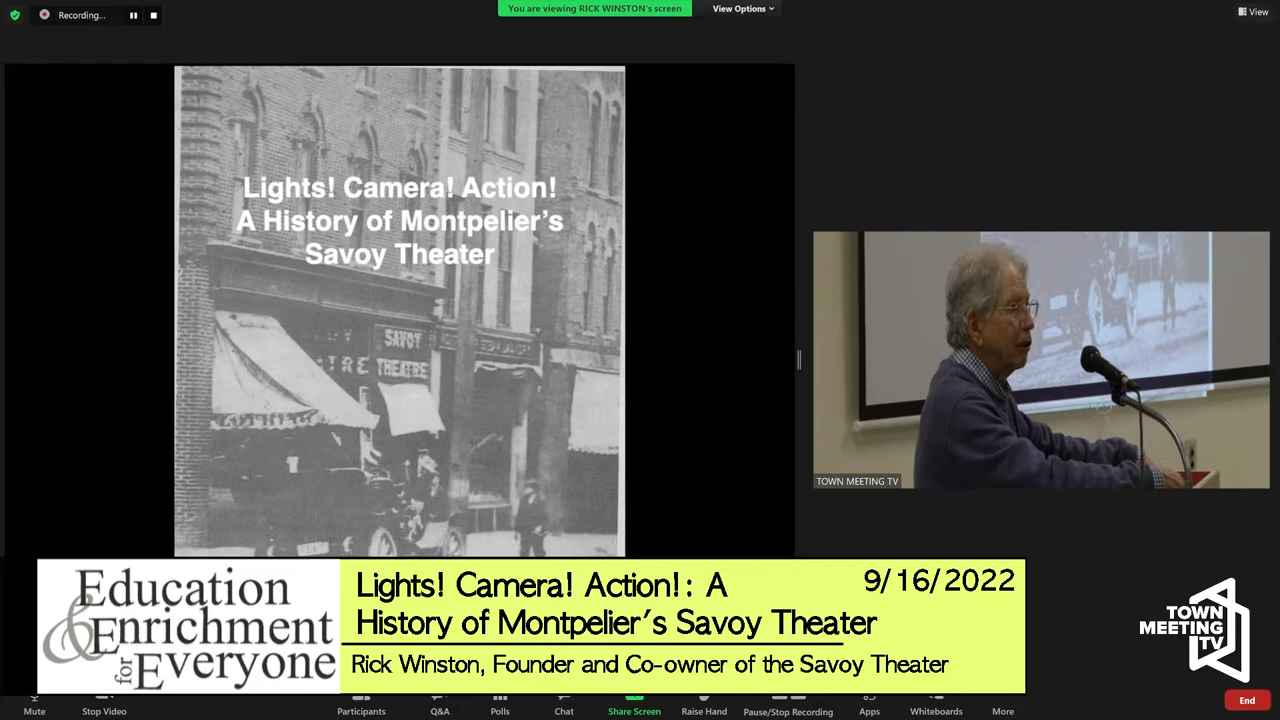 Recording...
You are viewing RICK WINSTON's screen
View Options
View
Lights! Camera! Action!
A History of Montpelier's
Savoy Theater
SAVOY
THEATRE
TRE
TOWN MEETING TV
Education
& Enrichment
for Everyone
Lights! Camera! Action!: A
9/16/2022
History of Montpelier's Savoy Theater
Rick Winston, Founder and Co-owner of the Savoy Theater
TOWN
MEETING
TV
Mute
Stop Video
Participants
Q&A
Polls
Chat
Share Screen
Raise Hand
Pause/Stop Recording
Apps
Whiteboards
More
End